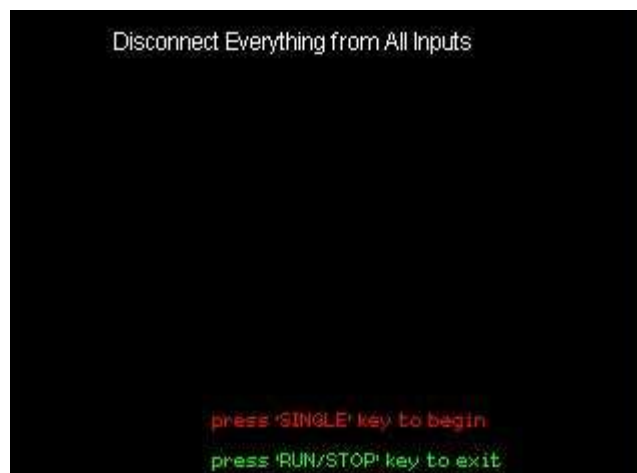 Disconnect Everything from All Inputs
press 'SINGLE' key to begin
press 'RUN/STOP' key to exit